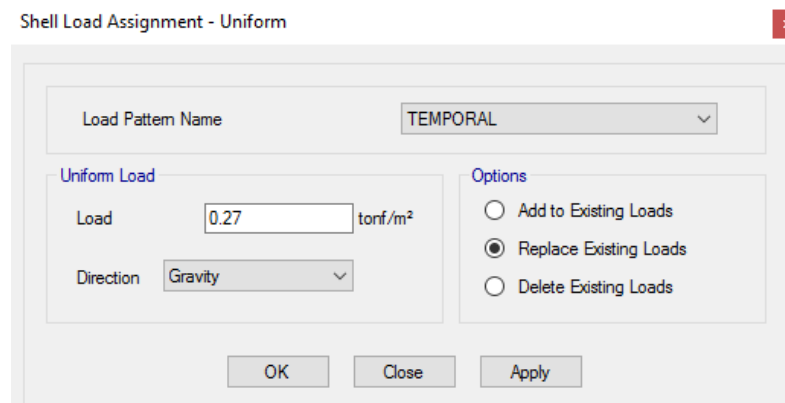 Shell Load Assignment - Uniform
Load Pattern Name
TEMPORAL
Uniform Load
Load 0.27 tonf/m²
Direction Gravity
Options
Add to Existing Loads
Replace Existing Loads
Delete Existing Loads
OK Close Apply